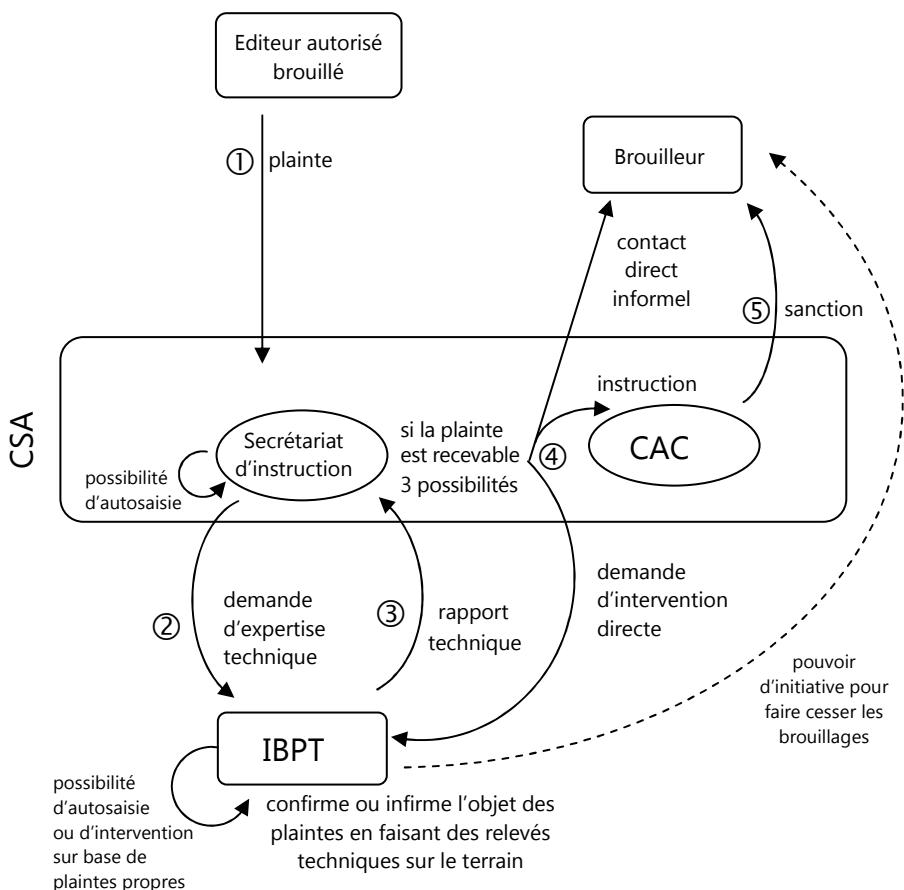 Editeur autorisé
brouillé
① plainte
Brouilleur
contact
direct
informel
⑤ sanction
CSA
instruction
Secrétariat
d'instruction
si la plainte
est recevable
3 possibilités
④
CAC
possibilité
d'autosaisie
②
demande
d'expertise
technique
③
rapport
technique
demande
d'intervention
directe
pouvoir
d'initiative pour
faire cesser les
brouillages
IBPT
possibilité
d'autosaisie
ou d'intervention
sur base de
plaintes propres
confirme ou infirme l'objet des
plaintes en faisant des relevés
techniques sur le terrain